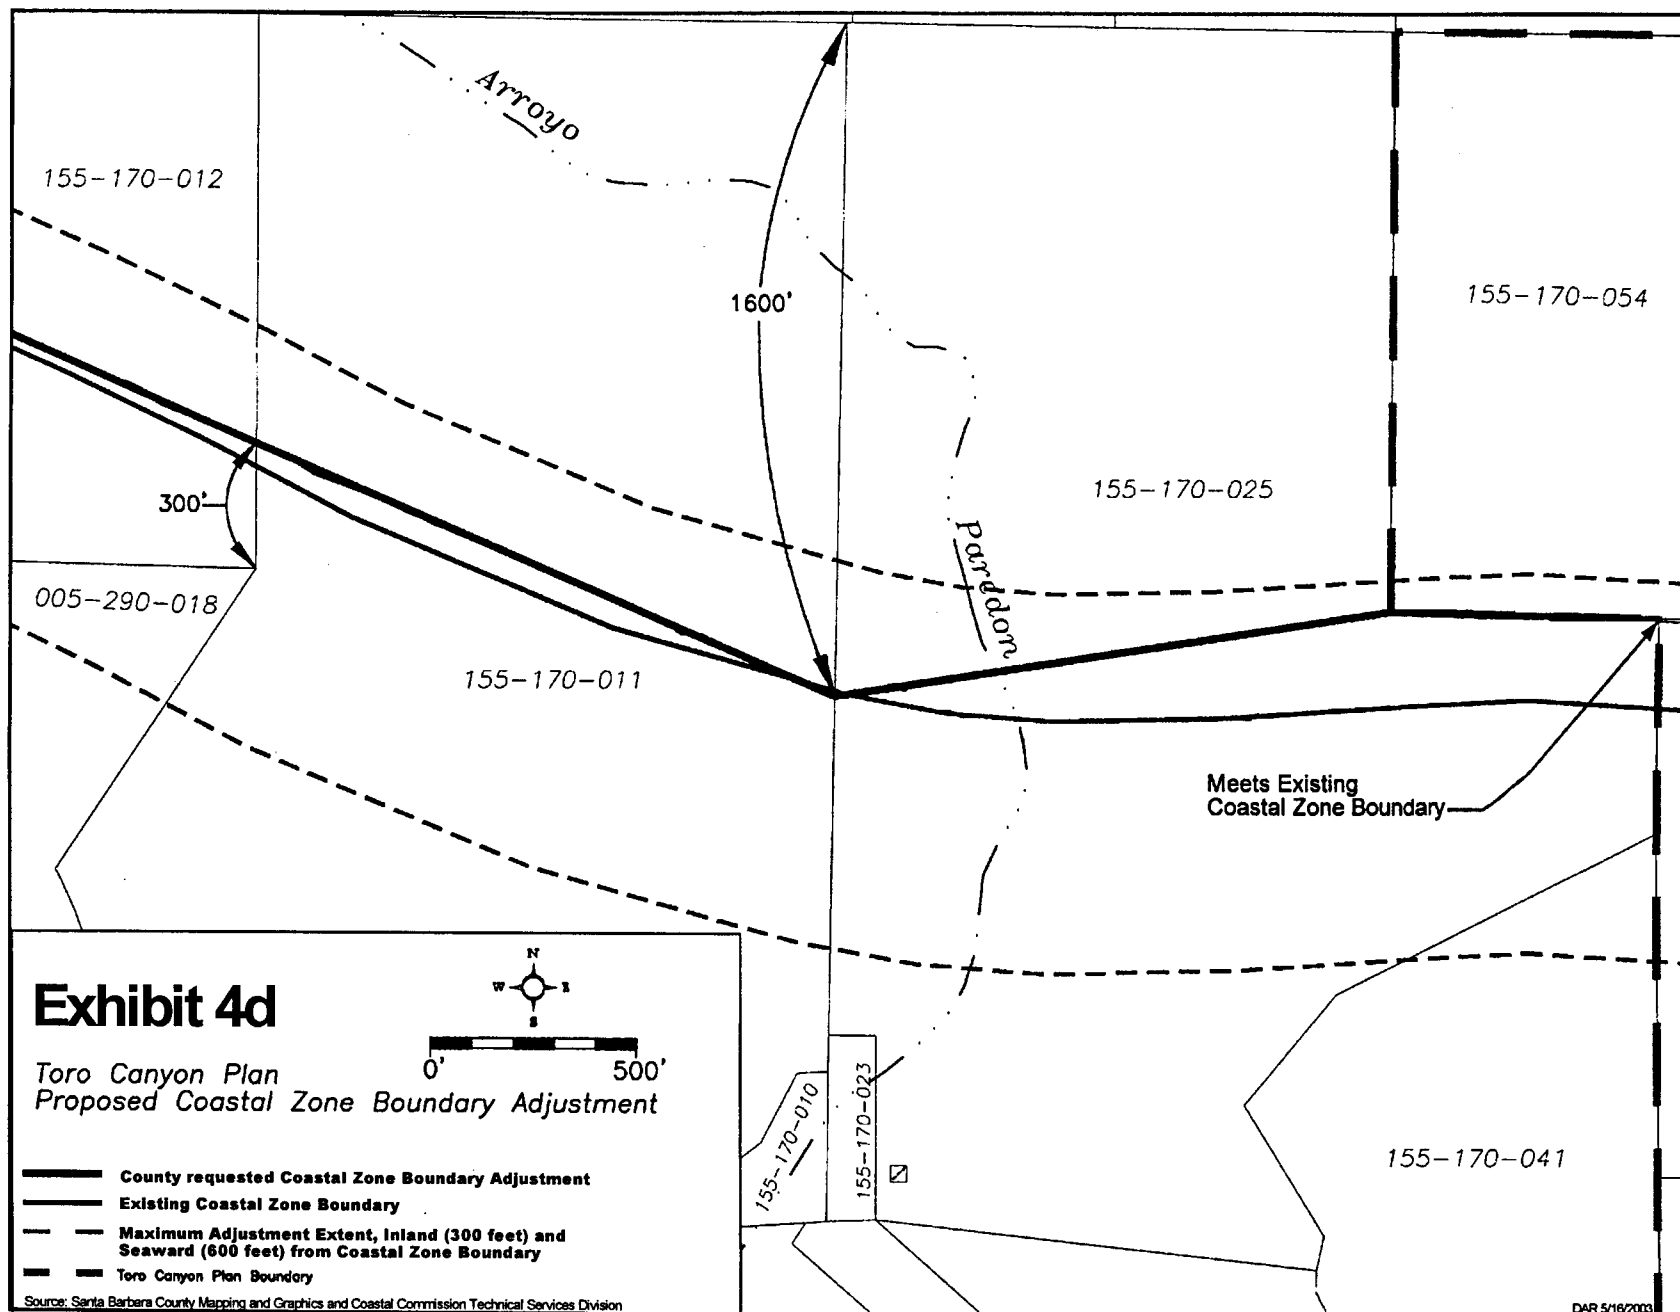 Arroyo
155-170-012
1600'
155-170-054
155-170-025
300'
Paredon
005-290-018
155-170-011
Meets Existing
Coastal Zone Boundary
Exhibit 4d
N
W E
S
0' 500'
Toro Canyon Plan
Proposed Coastal Zone Boundary Adjustment
155-170-010
155-170-023
155-170-041
County requested Coastal Zone Boundary Adjustment
Existing Coastal Zone Boundary
Maximum Adjustment Extent, Inland (300 feet) and
Seaward (600 feet) from Coastal Zone Boundary
Toro Canyon Plan Boundary
Source: Santa Barbara County Mapping and Graphics and Coastal Commission Technical Services Division
DAR 5/16/2003